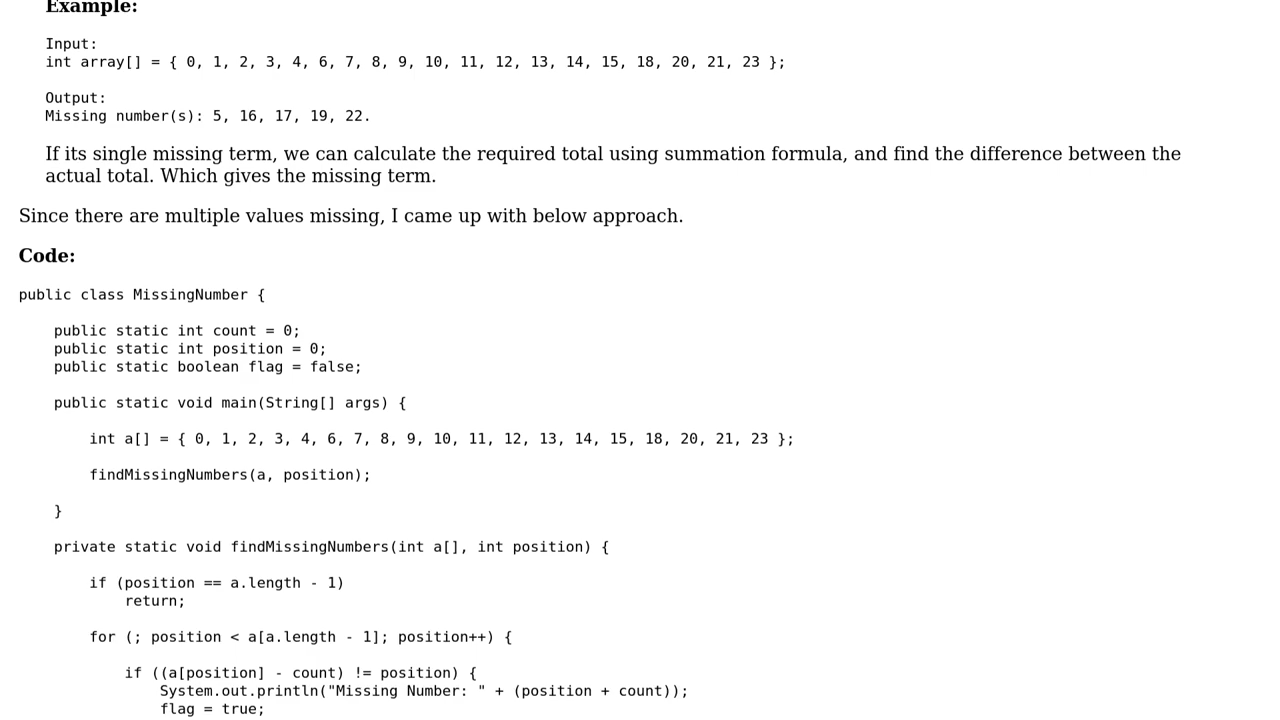 Example:
Input:
int array[] = { 0, 1, 2, 3, 4, 6, 7, 8, 9, 10, 11, 12, 13, 14, 15, 18, 20, 21, 23 };
Output:
Missing number(s): 5, 16, 17, 19, 22.
If its single missing term, we can calculate the required total using summation formula, and find the difference between the
actual total. Which gives the missing term.
Since there are multiple values missing, I came up with below approach.
Code:
public class MissingNumber {
    public static int count = 0;
    public static int position = 0;
    public static boolean flag = false;
    public static void main(String[] args) {
        int a[] = { 0, 1, 2, 3, 4, 6, 7, 8, 9, 10, 11, 12, 13, 14, 15, 18, 20, 21, 23 };
        findMissingNumbers(a, position);
    }
    private static void findMissingNumbers(int a[], int position) {
        if (position == a.length - 1)
            return;
        for (; position < a[a.length - 1]; position++) {
            if ((a[position] - count) != position) {
                System.out.println("Missing Number: " + (position + count));
                flag = true;